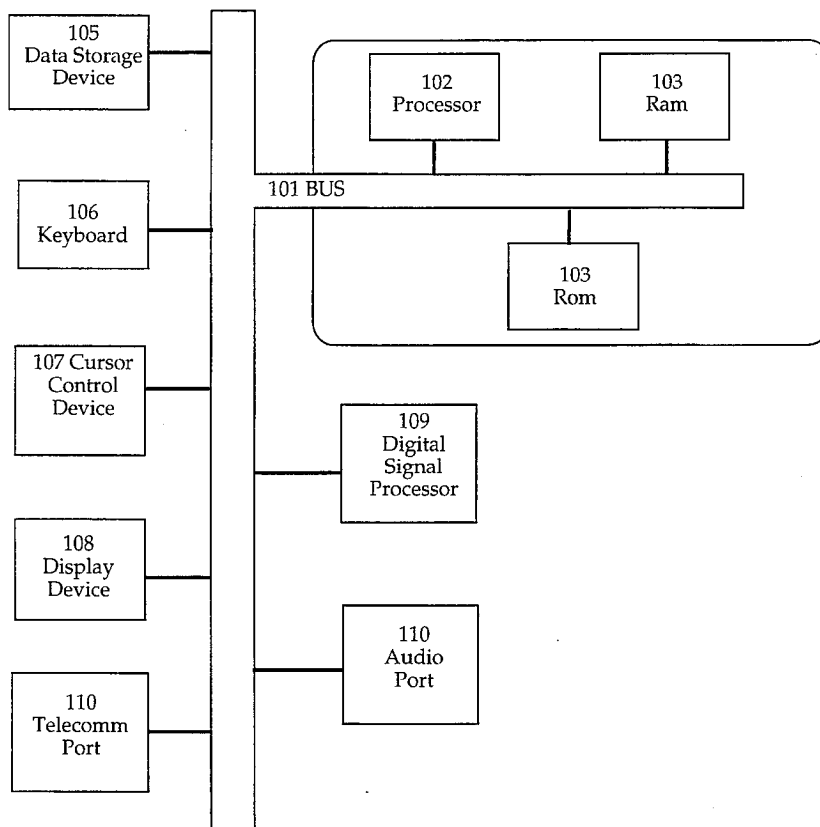 105
Data Storage
Device
102
Processor
103
Ram
101 BUS
106
Keyboard
103
Rom
107 Cursor
Control
Device
109
Digital
Signal
Processor
108
Display
Device
110
Audio
Port
110
Telecomm
Port